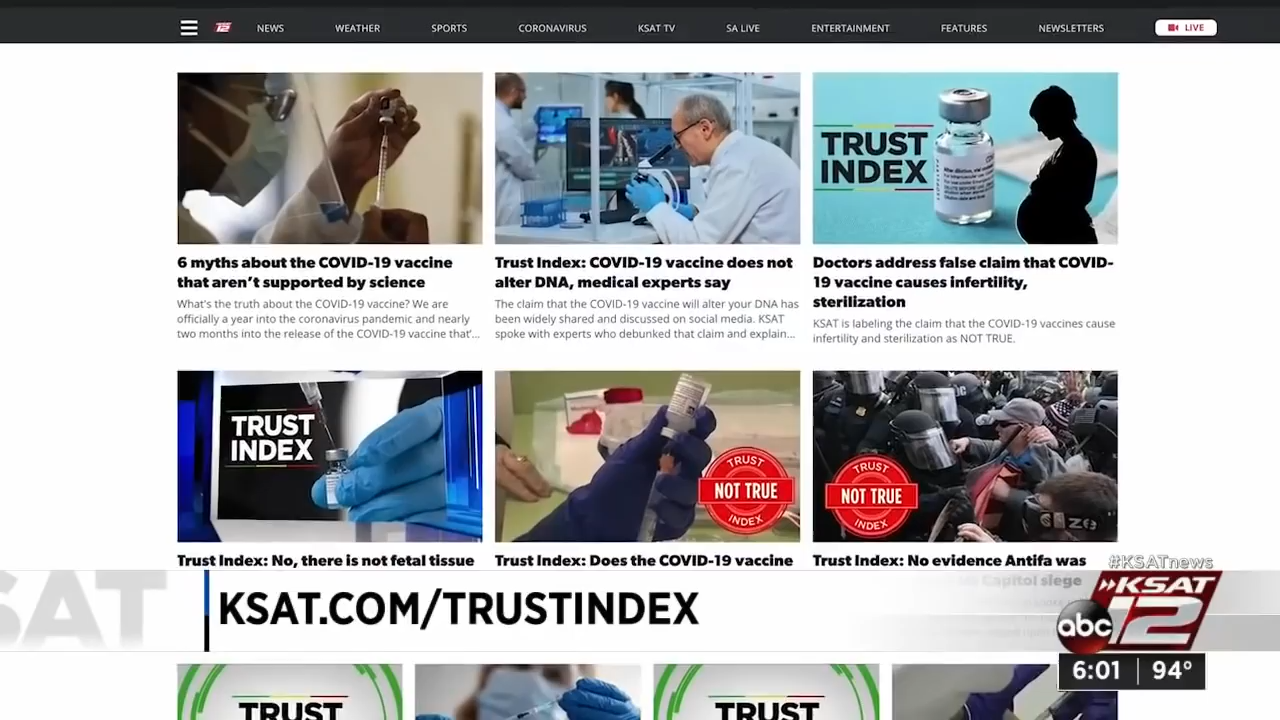 12 NEWS WEATHER SPORTS CORONAVIRUS KSAT TV SA LIVE ENTERTAINMENT FEATURES NEWSLETTERS LIVE
TRUST
INDEX
6 myths about the COVID-19 vaccine
that aren't supported by science
What's the truth about the COVID-19 vaccine? We are
officially a year into the coronavirus pandemic and nearly
two months into the release of the COVID-19 vaccine that'...
Trust Index: COVID-19 vaccine does not
alter DNA, medical experts say
The claim that the COVID-19 vaccine will alter your DNA has
been widely shared and discussed on social media. KSAT
spoke with experts who debunked that claim and explain...
Doctors address false claim that COVID-
19 vaccine causes infertility,
sterilization
KSAT is labeling the claim that the COVID-19 vaccines cause
infertility and sterilization as NOT TRUE.
TRUST
INDEX
TRUST
NOT TRUE
INDEX
TRUST
NOT TRUE
INDEX
Trust Index: No, there is not fetal tissue
Trust Index: Does the COVID-19 vaccine
Trust Index: No evidence Antifa was
Capitol siege
#KSATnews
SAT
KSAT.COM/TRUSTINDEX
KSAT
abc 12
6:01 94°
TRUST
TRUST